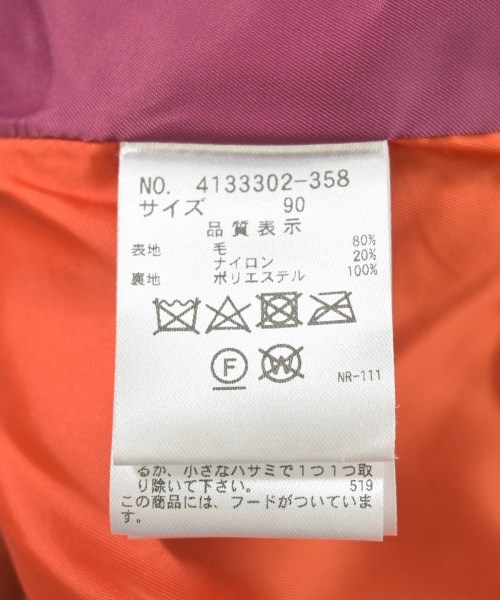 NO. 4133302-358
サイズ 90
品質表示
表地 毛 80%
ナイロン 20%
裏地 ポリエステル 100%
F W
NR-111
るが、小さなハサミで1つ1つ取
り除いて下さい。 519
この商品には、フードがついていま
す。